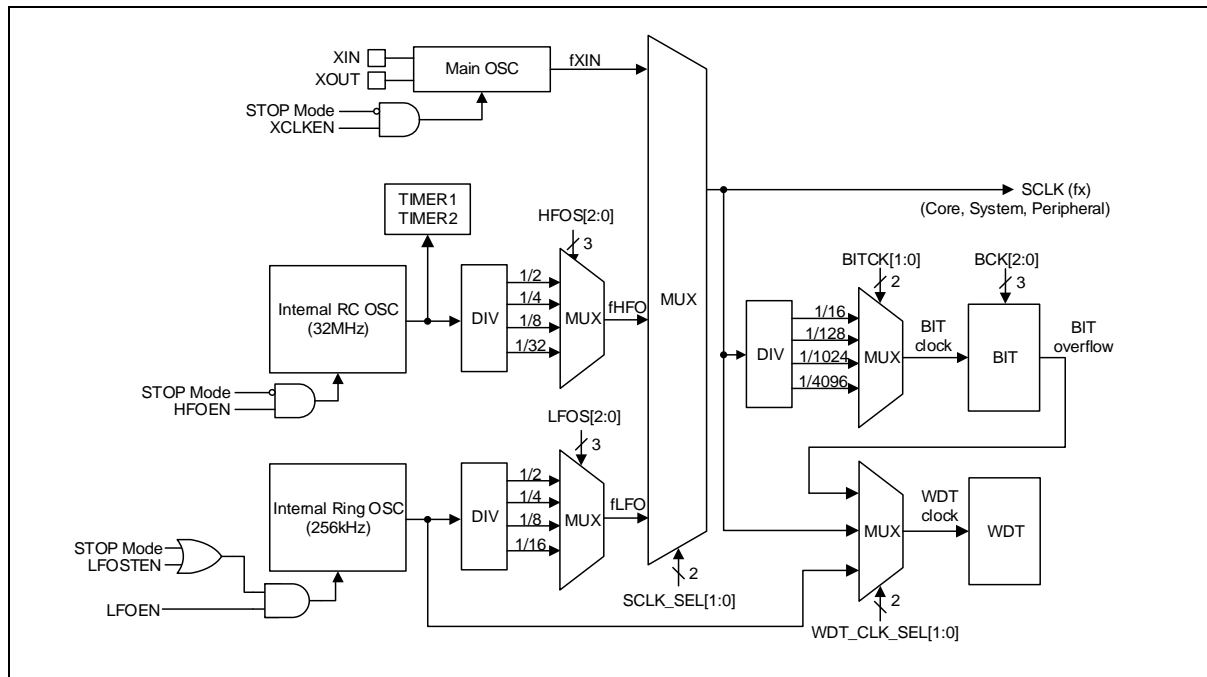 XIN
XOUT
Main OSC
fXIN
STOP Mode
XCLKEN
TIMER1
TIMER2
HFOS[2:0]
3
Internal RC OSC
(32MHz)
DIV
1/2
1/4
1/8
1/32
MUX
fHFO
STOP Mode
HFOEN
LFOS[2:0]
3
Internal Ring OSC
(256kHz)
DIV
1/2
1/4
1/8
1/16
MUX
fLFO
STOP Mode
LFOSTEN
LFOEN
MUX
2
SCLK_SEL[1:0]
SCLK (fx)
(Core, System, Peripheral)
BITCK[1:0]
2
BCK[2:0]
3
DIV
1/16
1/128
1/1024
1/4096
MUX
BIT
clock
BIT
BIT
overflow
MUX
WDT
clock
WDT
2
WDT_CLK_SEL[1:0]